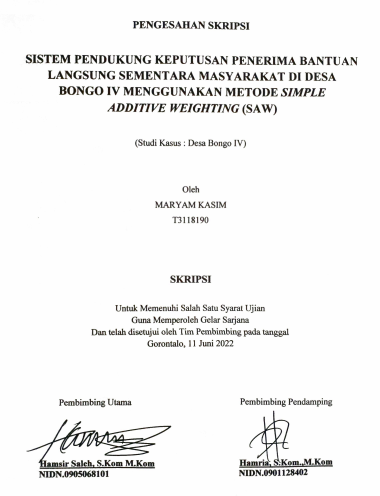 PENGESAHAN SKRIPSI
SISTEM PENDUKUNG KEPUTUSAN PENERIMA BANTUAN
LANGSUNG SEMENTARA MASYARAKAT DI DESA
BONGO IV MENGGUNAKAN METODE SIMPLE
ADDITIVE WEIGHTING (SAW)
(Studi Kasus : Desa Bongo IV)
Oleh
MARYAM KASIM
T3118190
SKRIPSI
Untuk Memenuhi Salah Satu Syarat Ujian
Guna Memperoleh Gelar Sarjana
Dan telah disetujui oleh Tim Pembimbing pada tanggal
Gorontalo, 11 Juni 2022
Pembimbing Utama
Hamsir Saleh, S.Kom M.Kom
NIDN.0905068101
Pembimbing Pendamping
Hamria, S.Kom.,M.Kom
NIDN.0901128402